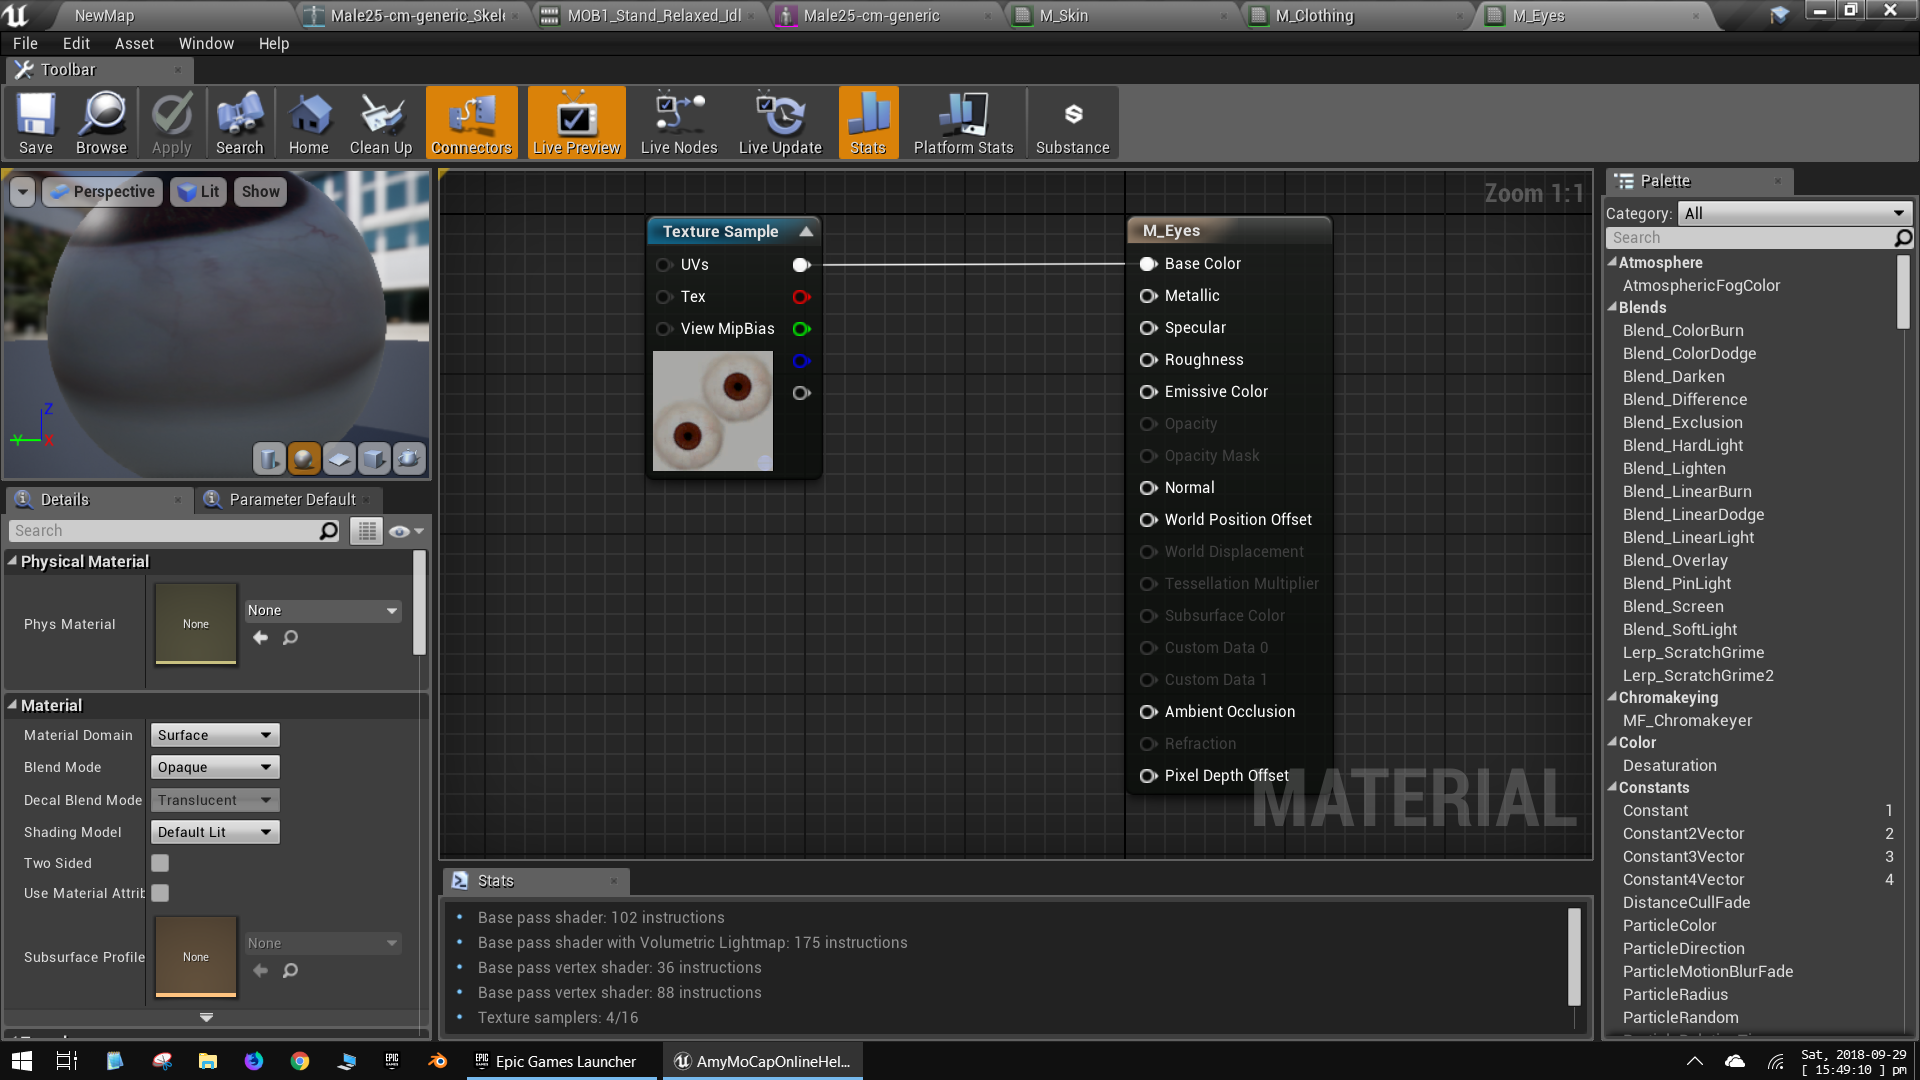 NewMap
Male25-cm-generic_Skele
MOB1_Stand_Relaxed_Idl
Male25-cm-generic
M_Skin
M_Clothing
M_Eyes
File
Edit
Asset
Window
Help
Toolbar
Save
Browse
Apply
Search
Home
Clean Up
Connectors
Live Preview
Live Nodes
Live Update
Stats
Platform Stats
Substance
Perspective
Lit
Show
Z
Y
X
Details
Parameter Default
Search
Physical Material
Phys Material
None
None
Material
Material Domain
Surface
Blend Mode
Opaque
Decal Blend Mode
Translucent
Shading Model
Default Lit
Two Sided
Use Material Attrib
Subsurface Profile
None
None
Zoom 1:1
Texture Sample
UVs
Tex
View MipBias
M_Eyes
Base Color
Metallic
Specular
Roughness
Emissive Color
Opacity
Opacity Mask
Normal
World Position Offset
World Displacement
Tessellation Multiplier
Subsurface Color
Custom Data 0
Custom Data 1
Ambient Occlusion
Refraction
Pixel Depth Offset
MATERIAL
Stats
Base pass shader: 102 instructions
Base pass shader with Volumetric Lightmap: 175 instructions
Base pass vertex shader: 36 instructions
Base pass vertex shader: 88 instructions
Texture samplers: 4/16
Palette
Category: All
Search
Atmosphere
AtmosphericFogColor
Blends
Blend_ColorBurn
Blend_ColorDodge
Blend_Darken
Blend_Difference
Blend_Exclusion
Blend_HardLight
Blend_Lighten
Blend_LinearBurn
Blend_LinearDodge
Blend_LinearLight
Blend_Overlay
Blend_PinLight
Blend_Screen
Blend_SoftLight
Lerp_ScratchGrime
Lerp_ScratchGrime2
Chromakeying
MF_Chromakeyer
Color
Desaturation
Constants
Constant 1
Constant2Vector 2
Constant3Vector 3
Constant4Vector 4
DistanceCullFade
ParticleColor
ParticleDirection
ParticleMotionBlurFade
ParticleRadius
ParticleRandom
Epic Games Launcher
AmyMoCapOnlineHel...
Sat, 2018-09-29
[ 15:49:10 ] pm